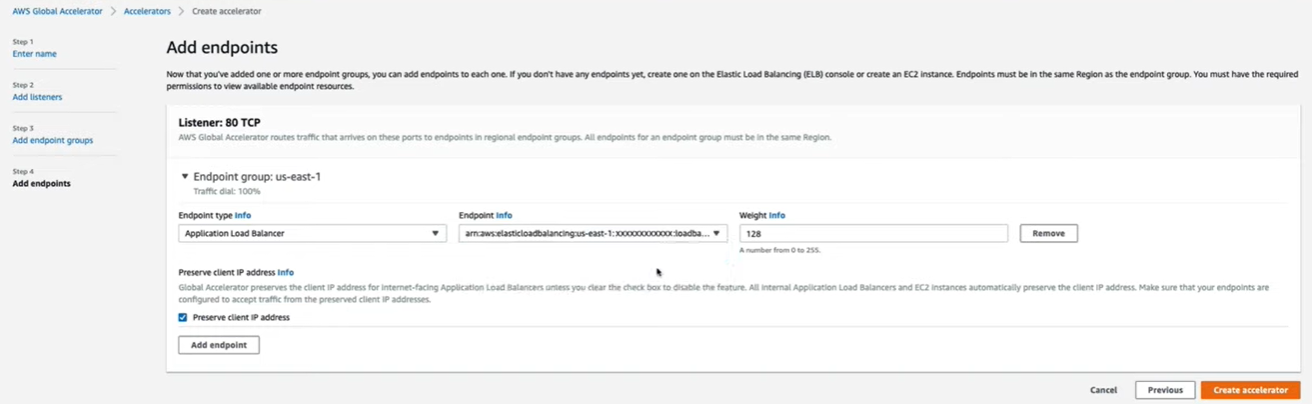 AWS Global Accelerator > Accelerators > Create accelerator
Step 1
Enter name
Step 2
Add listeners
Step 3
Add endpoint groups
Step 4
Add endpoints
Add endpoints
Now that you've added one or more endpoint groups, you can add endpoints to each one. If you don't have any endpoints yet, create one on the Elastic Load Balancing (ELB) console or create an EC2 instance. Endpoints must be in the same Region as the endpoint group. You must have the required
permissions to view available endpoint resources.
Listener: 80 TCP
AWS Global Accelerator routes traffic that arrives on these ports to endpoints in regional endpoint groups. All endpoints for an endpoint group must be in the same Region.
Endpoint group: us-east-1
Traffic dial: 100%
Endpoint type Info Endpoint Info Weight Info
Application Load Balancer arn:aws:elasticloadbalancing:us-east-1:XXXXXXXXXXXX:loadba... 128 Remove
A number from 0 to 255.
Preserve client IP address Info
Global Accelerator preserves the client IP address for internet-facing Application Load Balancers unless you clear the check box to disable the feature. All internal Application Load Balancers and EC2 instances automatically preserve the client IP address. Make sure that your endpoints are
configured to accept traffic from the preserved client IP addresses.
Preserve client IP address
Add endpoint
Cancel Previous Create accelerator